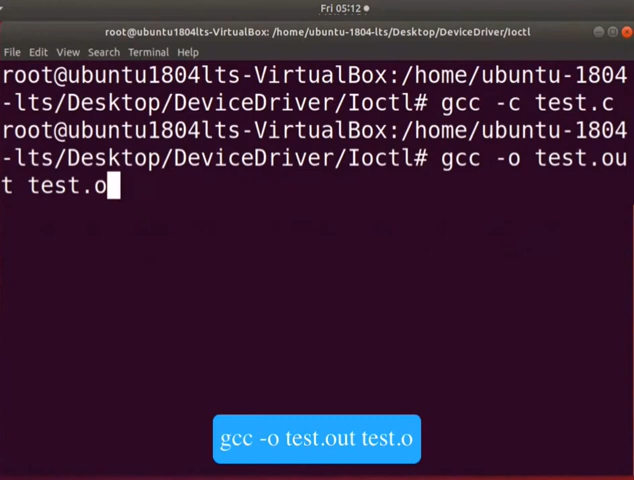 Fri 05:12
root@ubuntu1804lts-VirtualBox: /home/ubuntu-1804-lts/Desktop/DeviceDriver/Ioctl
File Edit View Search Terminal Help
root@ubuntu1804lts-VirtualBox:/home/ubuntu-1804
-lts/Desktop/DeviceDriver/Ioctl# gcc -c test.c
root@ubuntu1804lts-VirtualBox:/home/ubuntu-1804
-lts/Desktop/DeviceDriver/Ioctl# gcc -o test.ou
t test.o
gcc -o test.out test.o